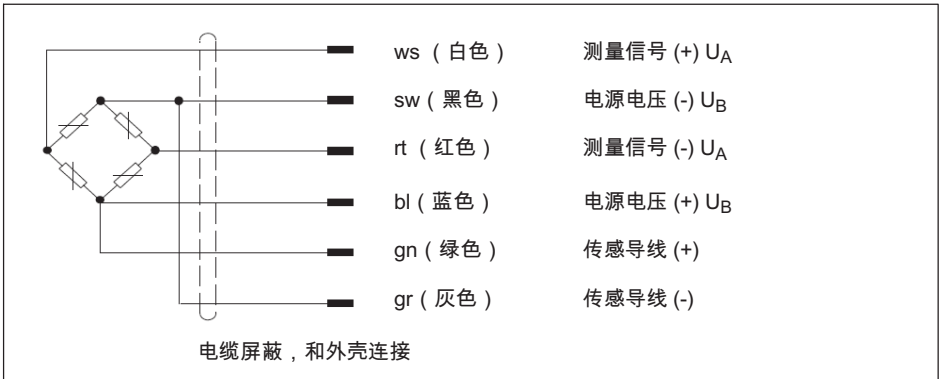 ws （白色） 测量信号 (+) UA
sw（黑色） 电源电压 (-) UB
rt （红色） 测量信号 (-) UA
bl（蓝色） 电源电压 (+) UB
gn（绿色） 传感导线 (+)
gr（灰色） 传感导线 (-)
电缆屏蔽，和外壳连接